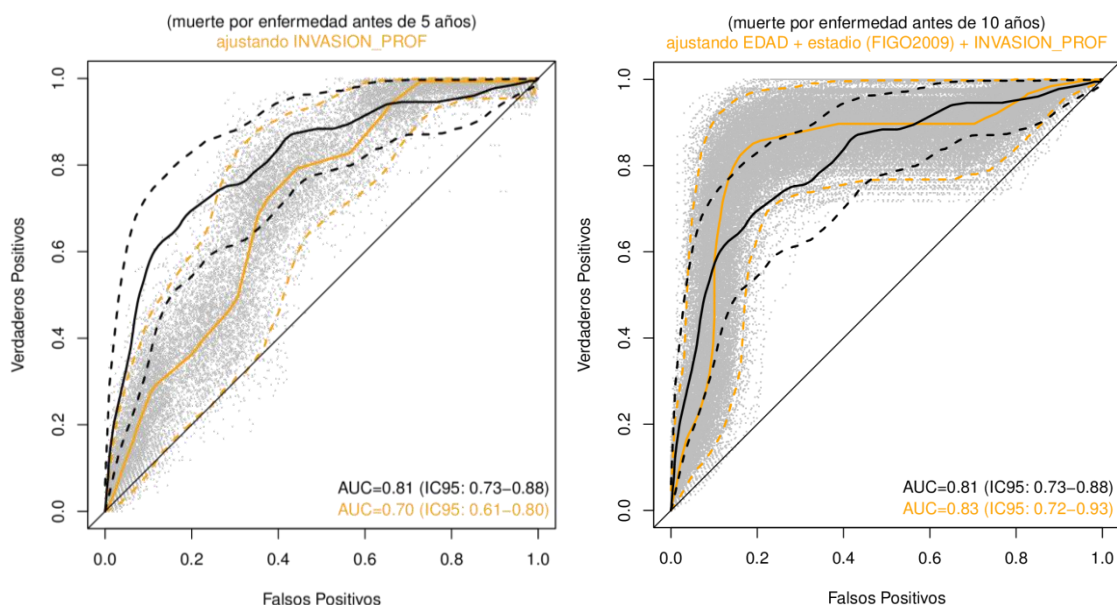 (muerte por enfermedad antes de 5 años)
ajustando INVASION_PROF
Verdaderos Positivos
1.0
0.8
0.6
0.4
0.2
0.0
AUC=0.81 (IC95: 0.73–0.88)
AUC=0.70 (IC95: 0.61–0.80)
0.0 0.2 0.4 0.6 0.8 1.0
Falsos Positivos
(muerte por enfermedad antes de 10 años)
ajustando EDAD + estadio (FIGO2009) + INVASION_PROF
Verdaderos Positivos
1.0
0.8
0.6
0.4
0.2
0.0
AUC=0.81 (IC95: 0.73–0.88)
AUC=0.83 (IC95: 0.72–0.93)
0.0 0.2 0.4 0.6 0.8 1.0
Falsos Positivos